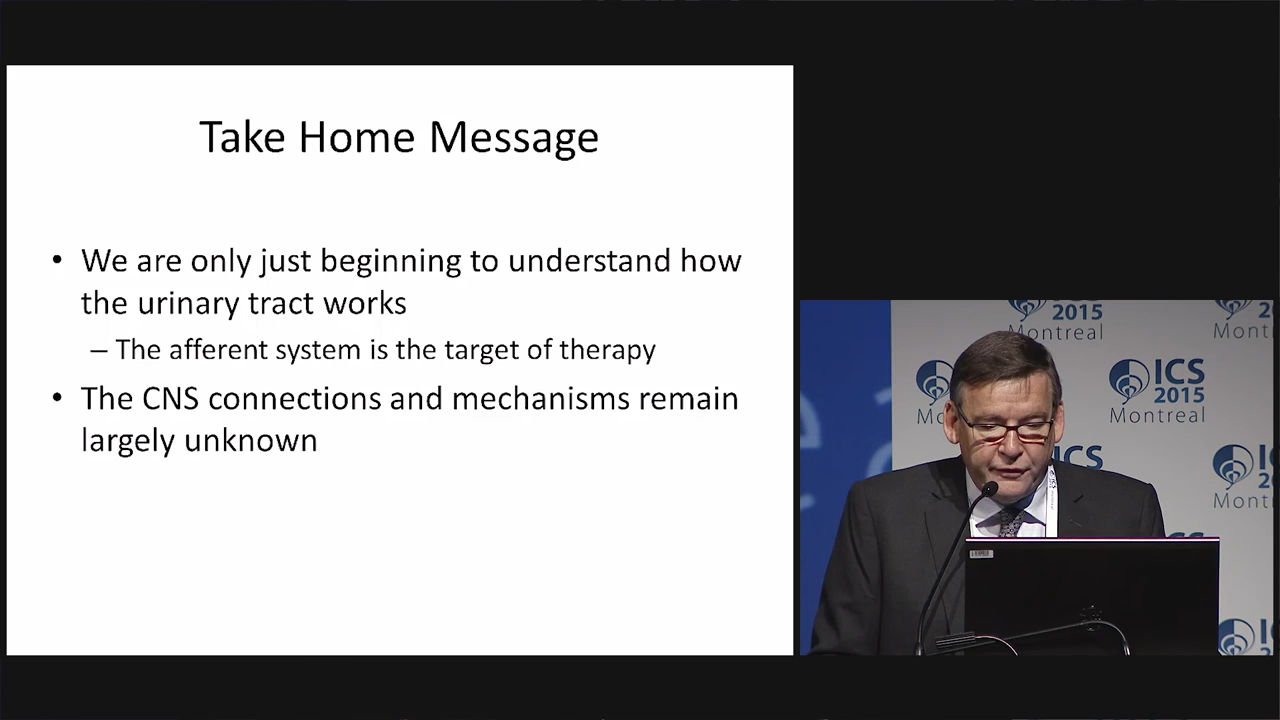 Take Home Message
• We are only just beginning to understand how
the urinary tract works
– The afferent system is the target of therapy
• The CNS connections and mechanisms remain
largely unknown
2015
Montreal
Mont
ICS
2015
Montreal
ICS
Mont